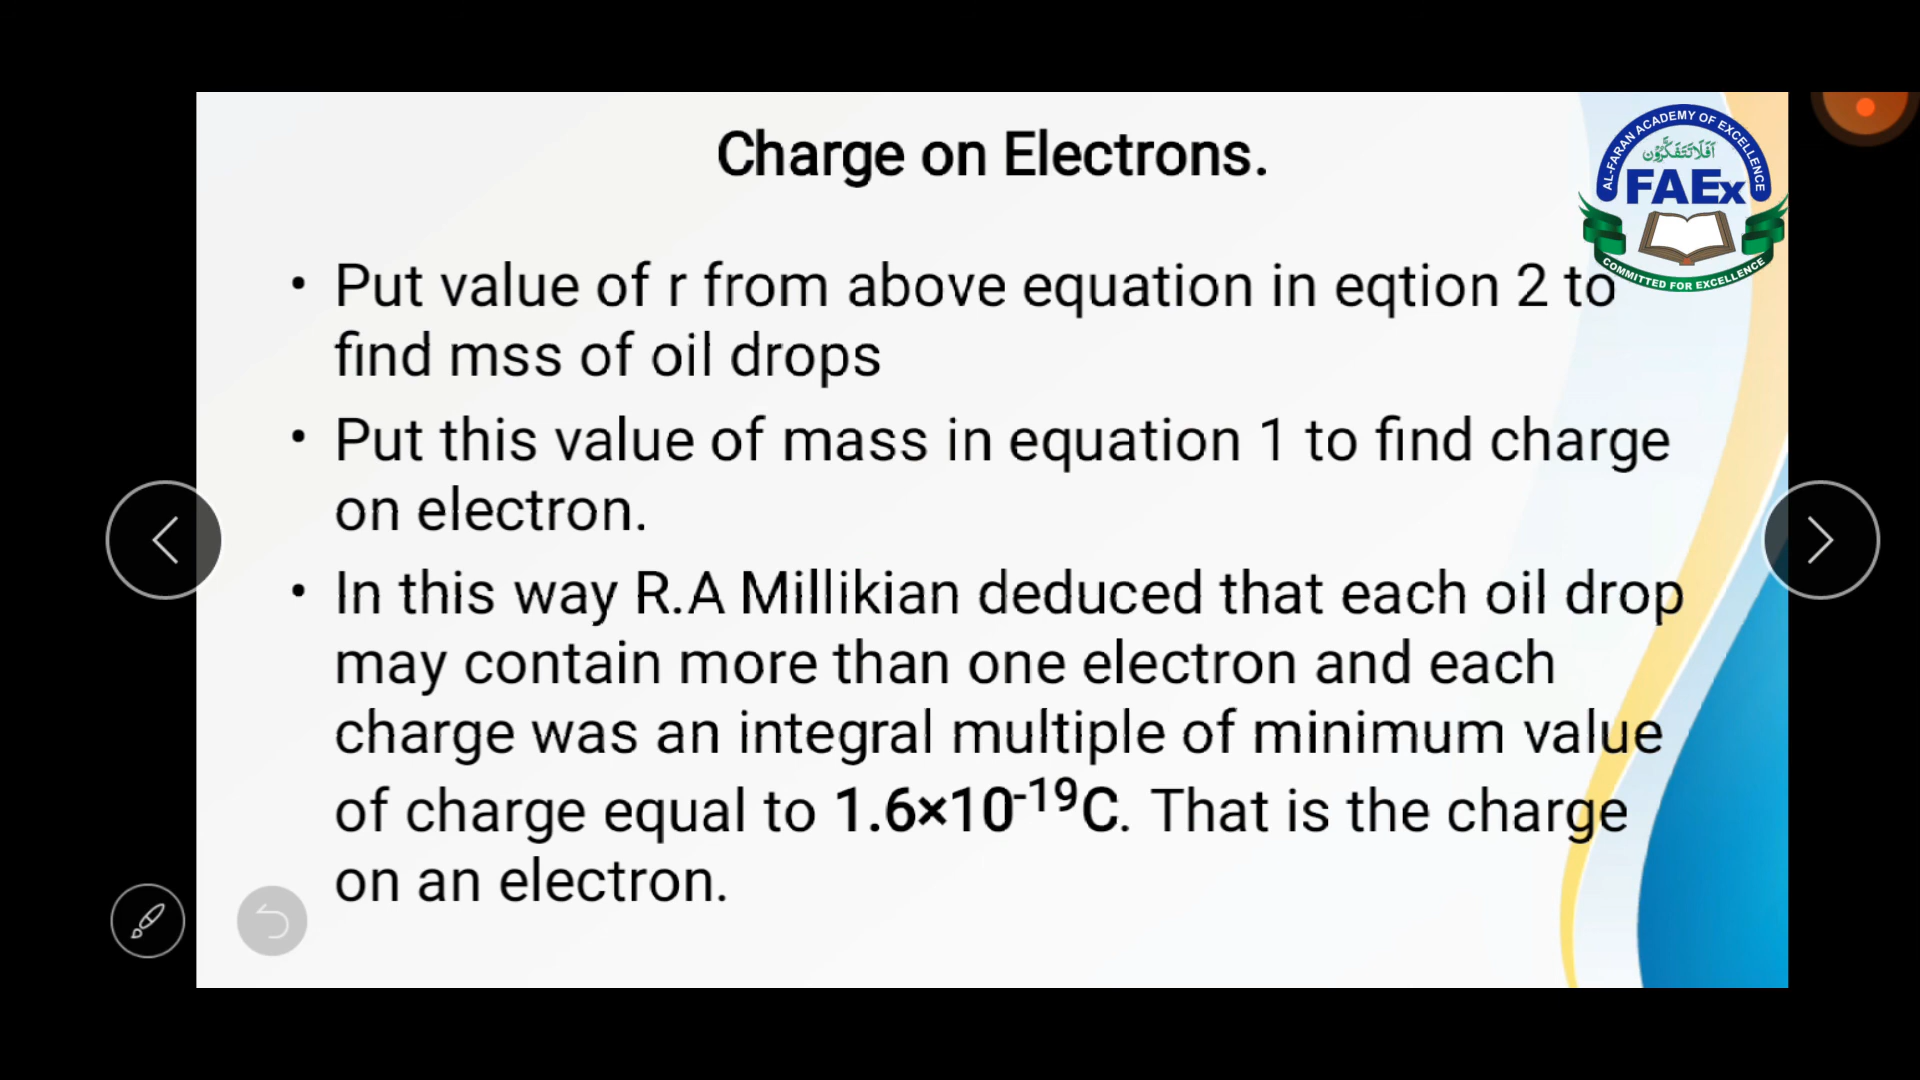 Charge on Electrons.
AL-FARAN ACADEMY OF EXCELLENCE
أَفَلَا تَتَفَكَّرُون
FAEx
COMMITTED FOR EXCELLENCE
• Put value of r from above equation in eqtion 2 to
find mss of oil drops
• Put this value of mass in equation 1 to find charge
on electron.
• In this way R.A Millikian deduced that each oil drop
may contain more than one electron and each
charge was an integral multiple of minimum value
of charge equal to 1.6×10⁻¹⁹C. That is the charge
on an electron.